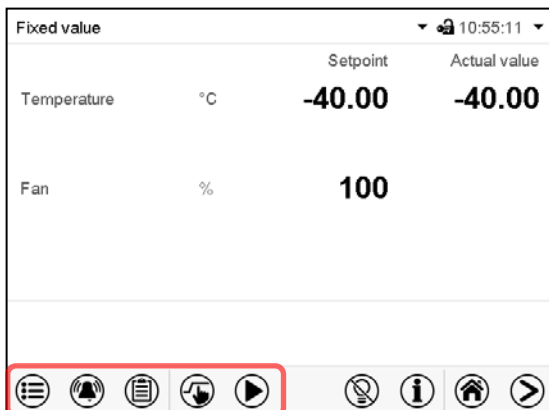 Fixed value 10:55:11
Setpoint Actual value
Temperature °C -40.00 -40.00
Fan % 100